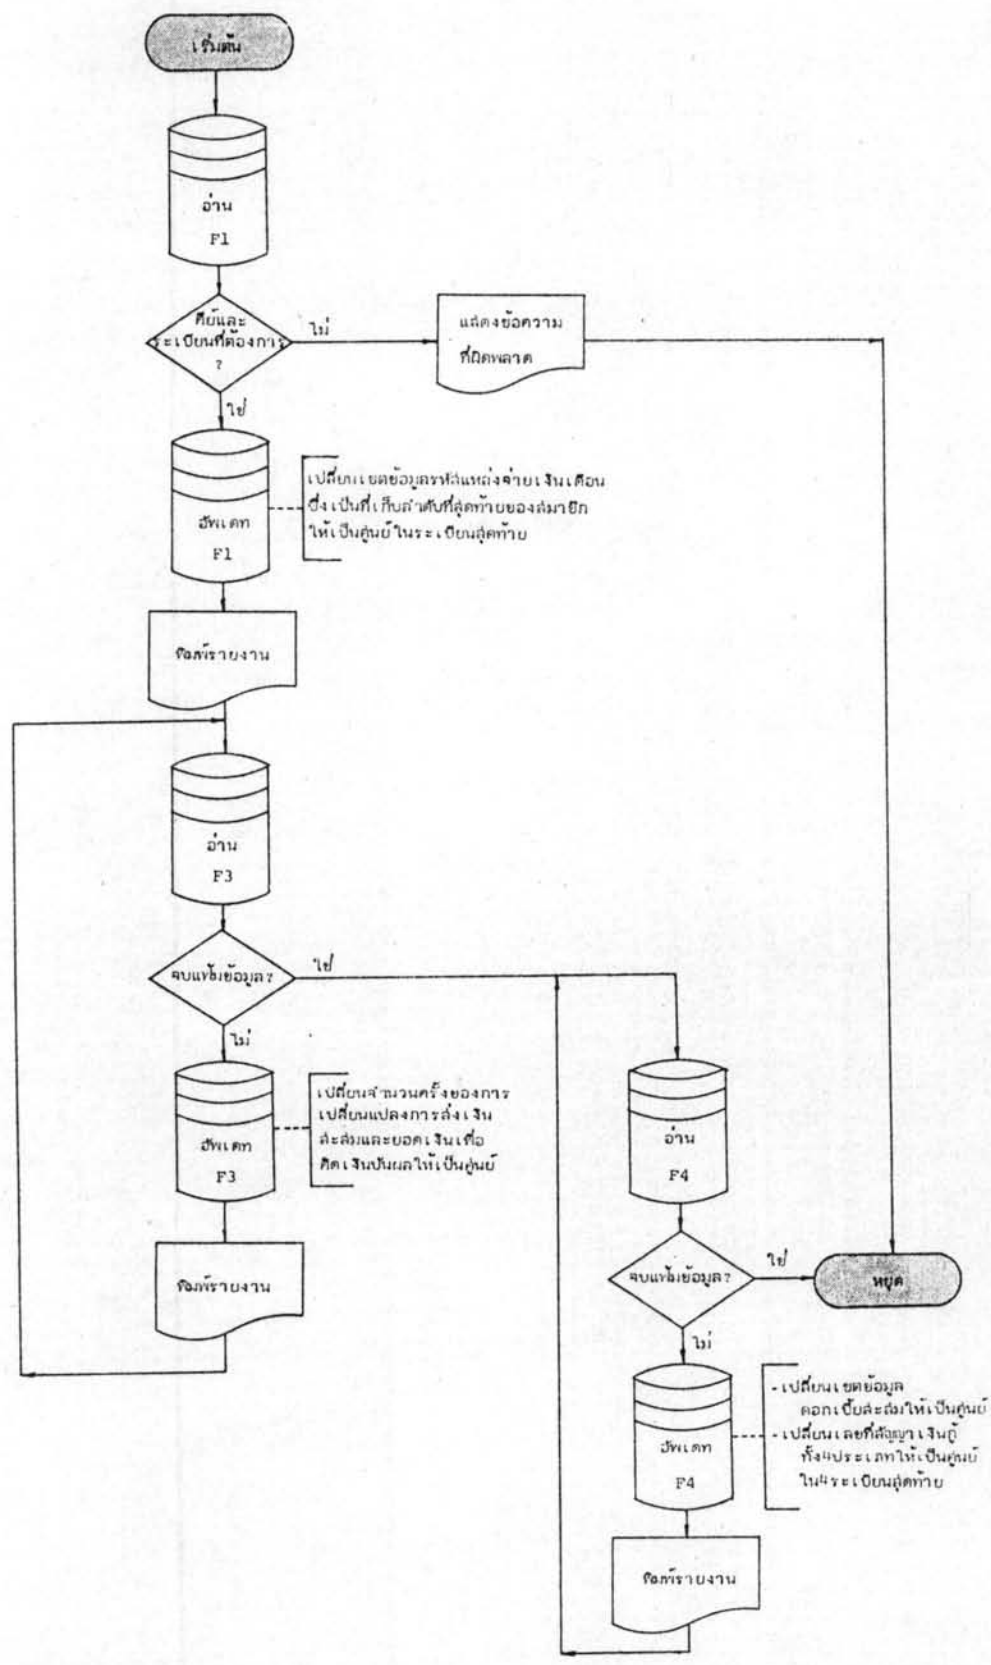 เริ่มต้น
อ่าน
F1
คีย์และ
ระเบียนที่ต้องการ
?
ไม่
แสดงข้อความ
ที่ผิดพลาด
ใช่
อัพเดท
F1
เปลี่ยนเขตข้อมูลรหัสแหล่งจ่ายเงินเดือน
ซึ่งเป็นที่เก็บลำดับที่สุดท้ายของสมาชิก
ให้เป็นศูนย์ในระเบียนสุดท้าย
พิมพ์รายงาน
อ่าน
F3
จบแฟ้มข้อมูล?
ใช่
ไม่
อัพเดท
F3
เปลี่ยนจำนวนครั้งของการ
เปลี่ยนแปลงการส่งเงิน
สะสมและยอดเงินเพื่อ
คิดเงินปันผลให้เป็นศูนย์
พิมพ์รายงาน
อ่าน
F4
จบแฟ้มข้อมูล?
ใช่
หยุด
ไม่
อัพเดท
F4
-เปลี่ยนเขตข้อมูล
ดอกเบี้ยสะสมให้เป็นศูนย์
-เปลี่ยนเลขที่สัญญาเงินกู้
ทั้ง4ประเภทให้เป็นศูนย์
ใน4ระเบียนสุดท้าย
พิมพ์รายงาน